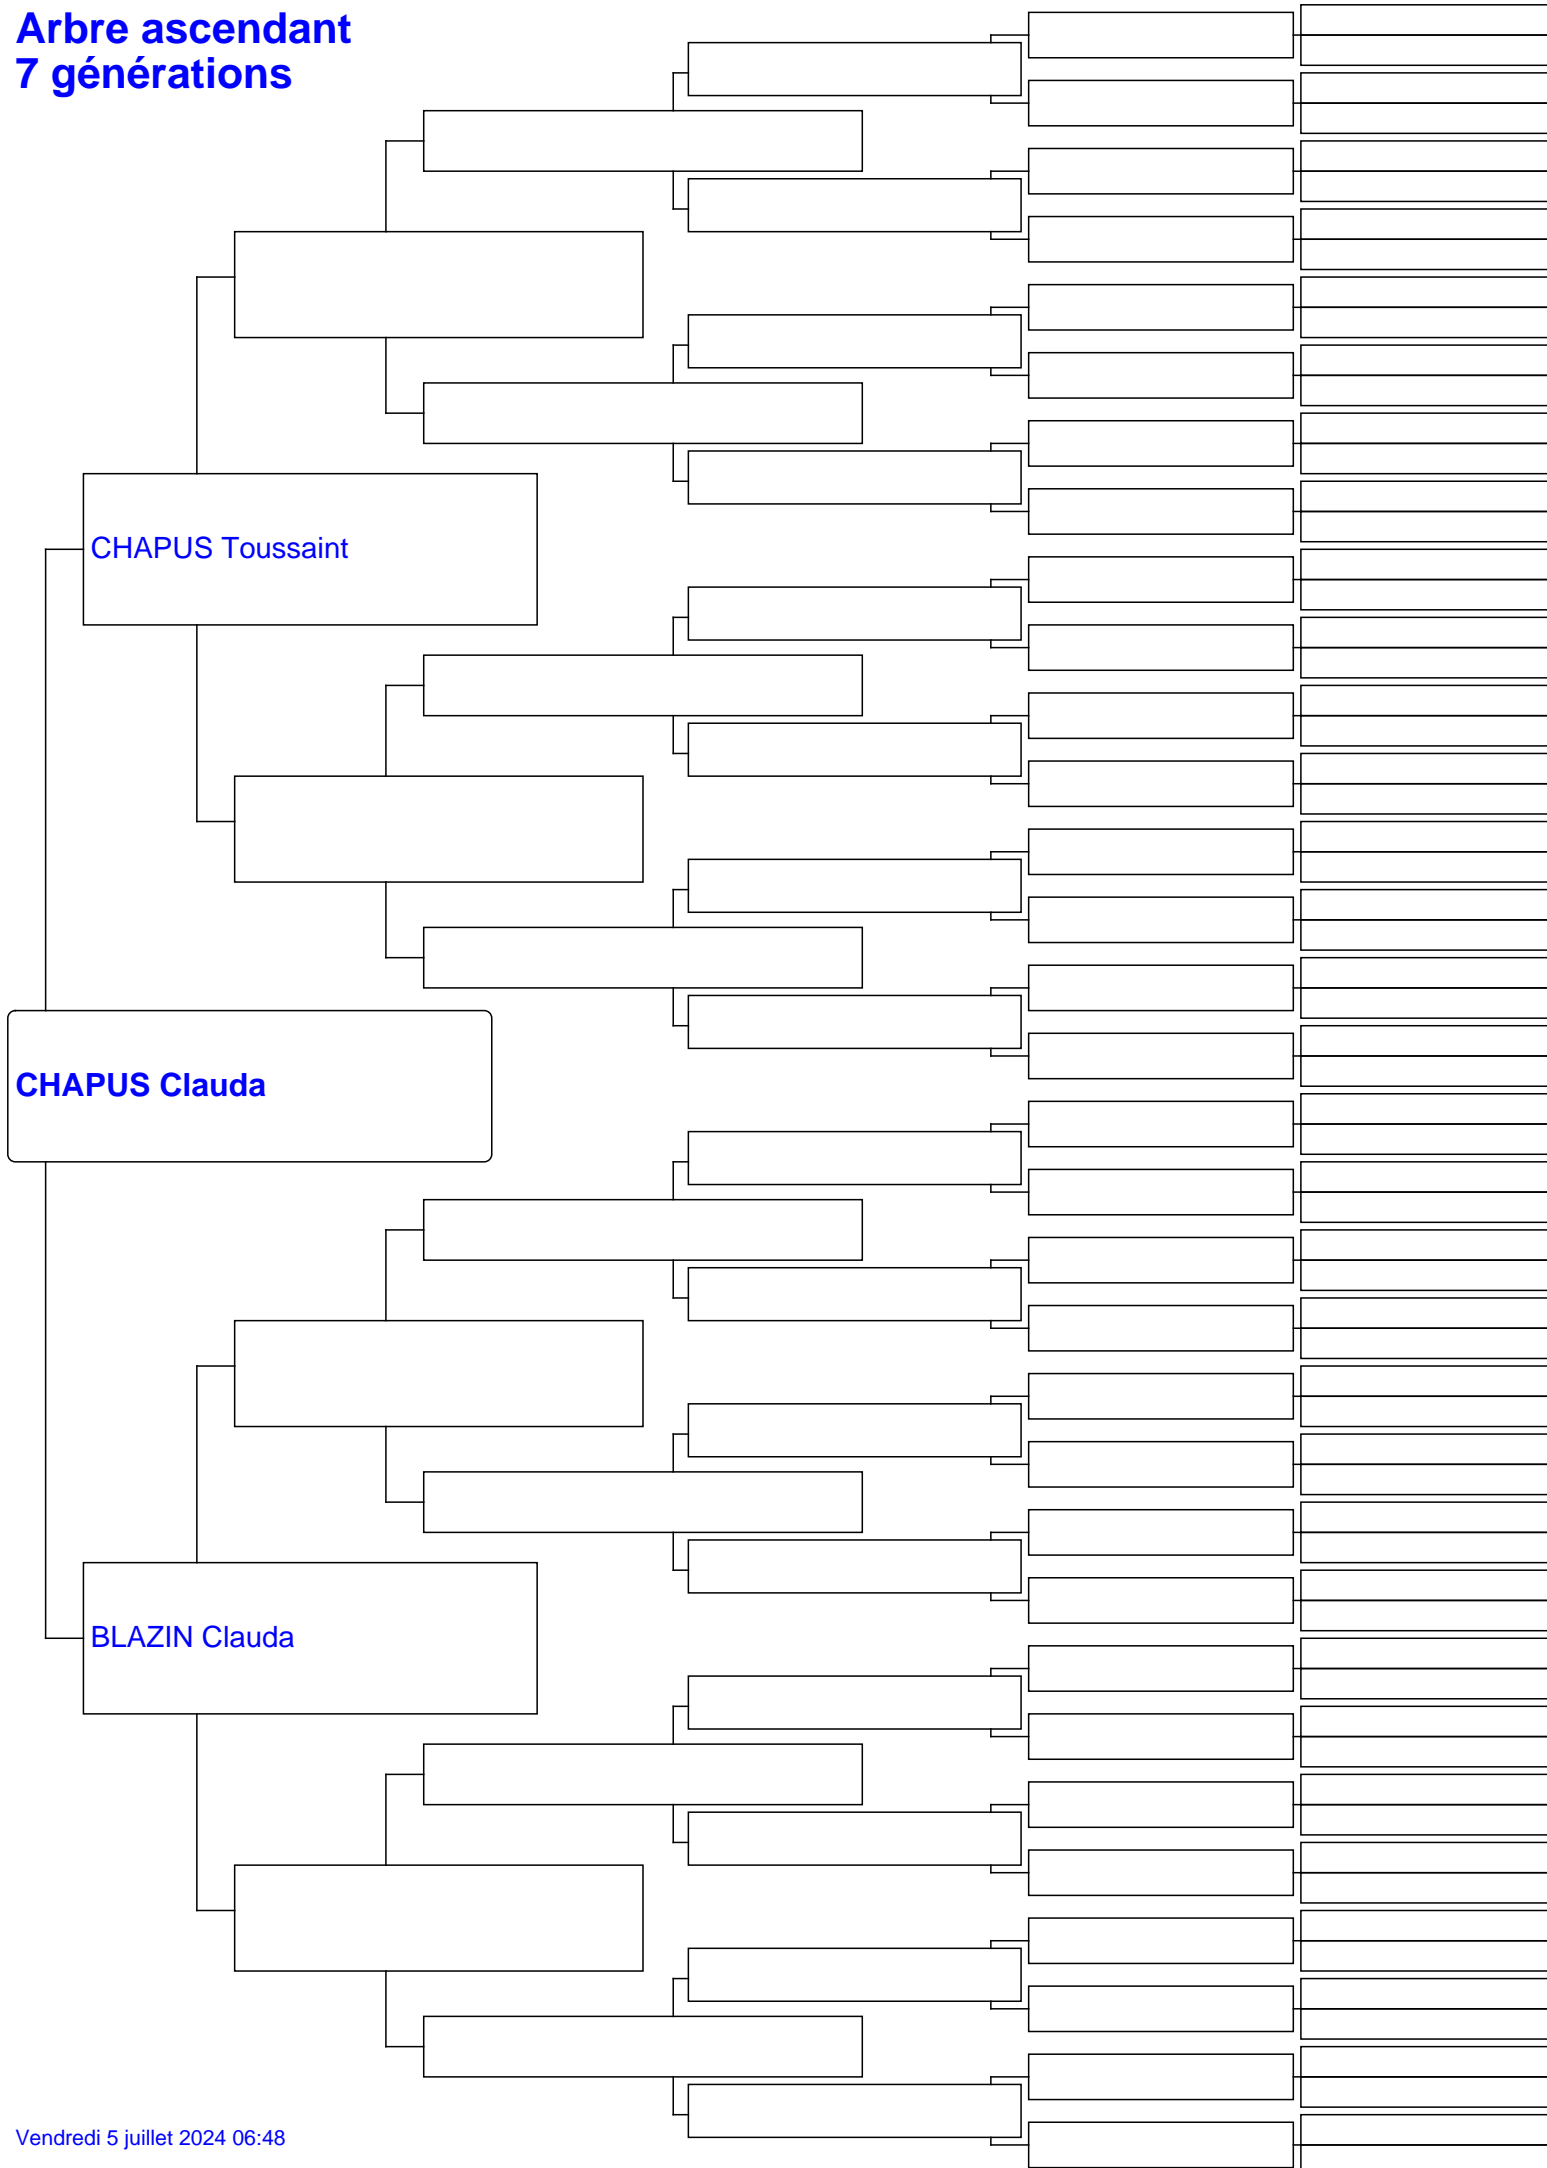 Arbre ascendant
7 générations
CHAPUS Toussaint
CHAPUS Clauda
BLAZIN Clauda
Vendredi 5 juillet 2024 06:48